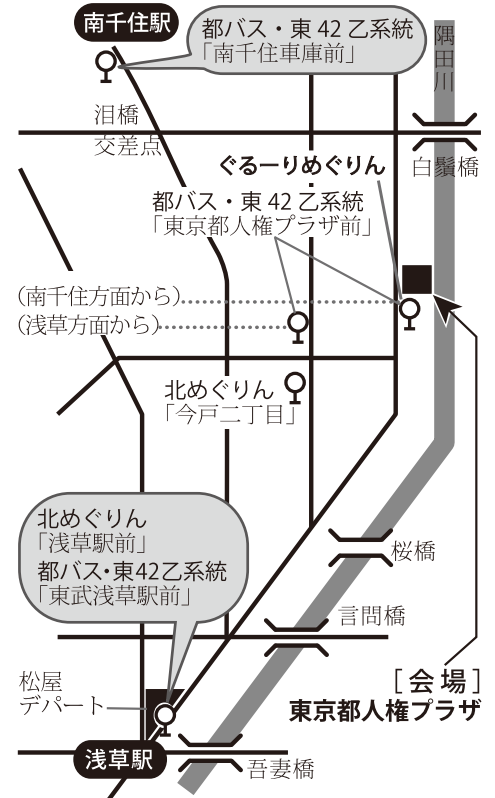 南千住駅
都バス・東 42 乙系統
「南千住車庫前」
隅田川
泪橋
交差点
白鬚橋
ぐるーりめぐりん
都バス・東 42 乙系統
「東京都人権プラザ前」
（南千住方面から）
（浅草方面から）
北めぐりん
「今戸二丁目」
北めぐりん
「浅草駅前」
都バス・東42乙系統
「東武浅草駅前」
桜橋
言問橋
松屋
デパート
［会場］
東京都人権プラザ
浅草駅
吾妻橋